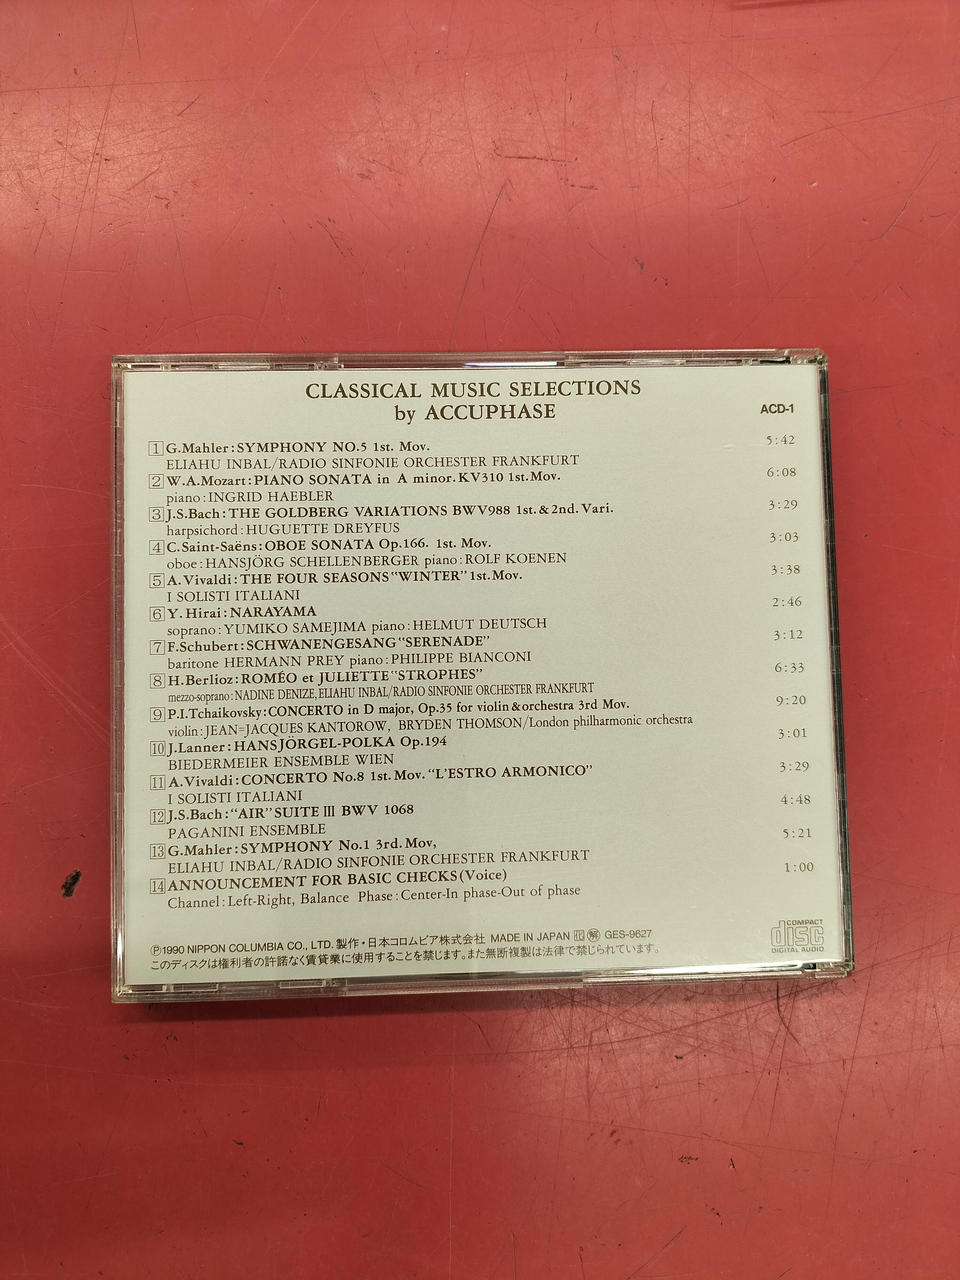 CLASSICAL MUSIC SELECTIONS
by ACCUPHASE
ACD-1
1 G.Mahler:SYMPHONY NO.5 1st. Mov. 5:42
ELIAHU INBAL/RADIO SINFONIE ORCHESTER FRANKFURT
2 W.A.Mozart:PIANO SONATA in A minor.KV310 1st.Mov. 6:08
piano:INGRID HAEBLER
3 J.S.Bach:THE GOLDBERG VARIATIONS BWV988 1st.&2nd.Vari. 3:29
harpsichord:HUGUETTE DREYFUS
4 C.Saint-Saëns:OBOE SONATA Op.166. 1st. Mov. 3:03
oboe:HANSJÖRG SCHELLENBERGER piano:ROLF KOENEN
5 A.Vivaldi:THE FOUR SEASONS "WINTER" 1st.Mov. 3:38
I SOLISTI ITALIANI
6 Y.Hirai:NARAYAMA 2:46
soprano:YUMIKO SAMEJIMA piano:HELMUT DEUTSCH
7 F.Schubert:SCHWANENGESANG "SERENADE" 3:12
baritone HERMANN PREY piano:PHILIPPE BIANCONI
8 H.Berlioz:ROMÉO et JULIETTE "STROPHES" 6:33
mezzo-soprano:NADINE DENIZE, ELIAHU INBAL/RADIO SINFONIE ORCHESTER FRANKFURT
9 P.I.Tchaikovsky:CONCERTO in D major, Op.35 for violin&orchestra 3rd Mov. 9:20
violin:JEAN=JACQUES KANTOROW, BRYDEN THOMSON/London philharmonic orchestra
10 J.Lanner:HANSJÖRGEL-POLKA Op.194 3:01
BIEDERMEIER ENSEMBLE WIEN
11 A.Vivaldi:CONCERTO No.8 1st.Mov. "L'ESTRO ARMONICO" 3:29
I SOLISTI ITALIANI
12 J.S.Bach:"AIR" SUITE III BWV 1068 4:48
PAGANINI ENSEMBLE
13 G.Mahler:SYMPHONY No.1 3rd.Mov, 5:21
ELIAHU INBAL/RADIO SINFONIE ORCHESTER FRANKFURT
14 ANNOUNCEMENT FOR BASIC CHECKS(Voice) 1:00
Channel:Left-Right, Balance Phase:Center-In phase-Out of phase
Ⓟ1990 NIPPON COLUMBIA CO., LTD. 製作・日本コロムビア株式会社 MADE IN JAPAN GES-9627
このディスクは権利者の許諾なく賃貸業に使用することを禁じます。また無断複製は法律で禁じられています。
COMPACT
disc
DIGITAL AUDIO